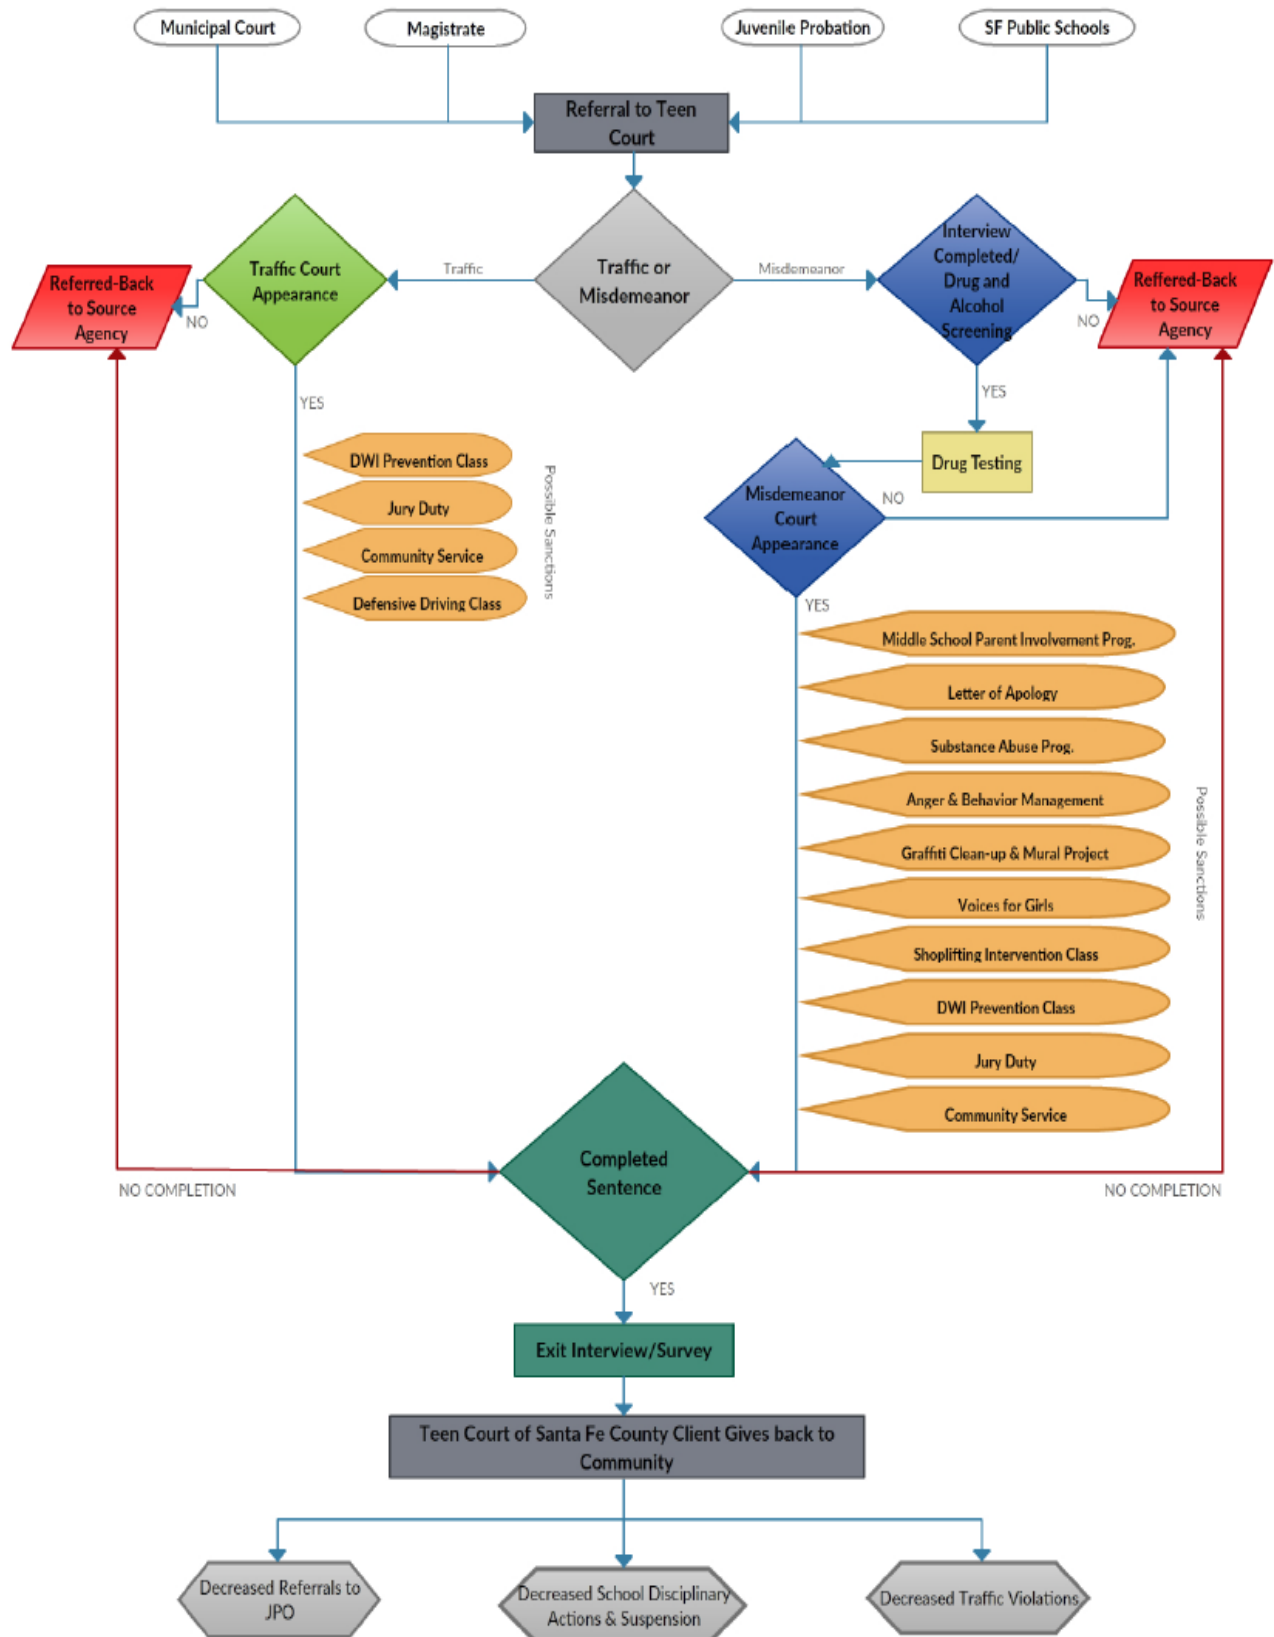 Municipal Court
Magistrate
Juvenile Probation
SF Public Schools
Referral to Teen
Court
Traffic Court
Appearance
Traffic
Traffic or
Misdemeanor
Misdemeanor
Interview
Completed/
Drug and
Alcohol
Screening
Referred-Back
to Source
Agency
NO
Reffered-Back
to Source
Agency
NO
YES
YES
Drug Testing
DWI Prevention Class
Jury Duty
Community Service
Defensive Driving Class
Possible Sanctions
Misdemeanor
Court
Appearance
NO
YES
Middle School Parent Involvement Prog.
Letter of Apology
Substance Abuse Prog.
Anger & Behavior Management
Graffiti Clean-up & Mural Project
Voices for Girls
Shoplifting Intervention Class
DWI Prevention Class
Jury Duty
Community Service
Possible Sanctions
Completed
Sentence
NO COMPLETION
NO COMPLETION
YES
Exit Interview/Survey
Teen Court of Santa Fe County Client Gives back to
Community
Decreased Referrals to
JPO
Decreased School Disciplinary
Actions & Suspension
Decreased Traffic Violations